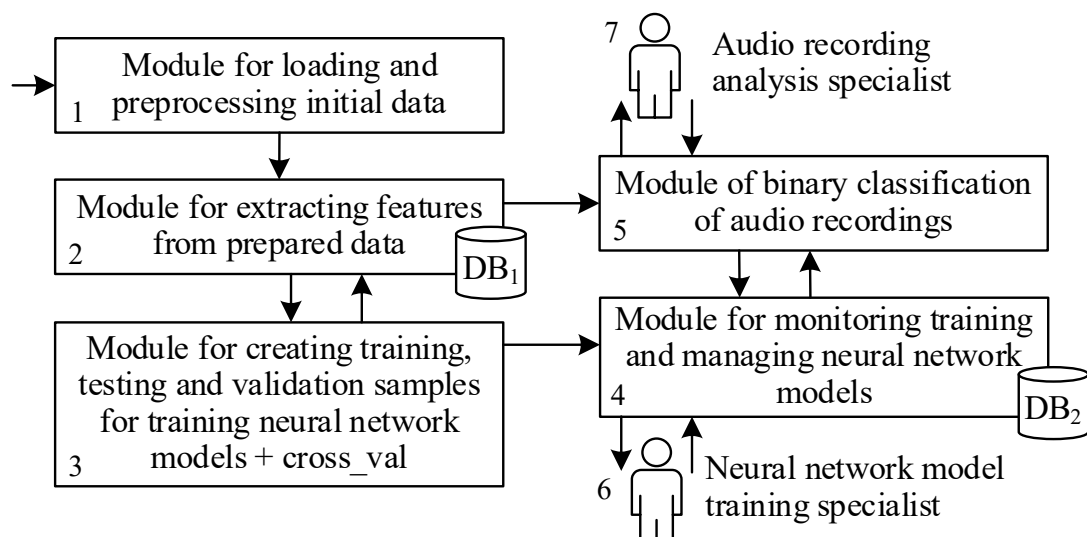 Module for loading and
preprocessing initial data
1
Module for extracting features
from prepared data
2
DB₁
Module for creating training,
testing and validation samples
for training neural network
models + cross_val
3
7
Audio recording
analysis specialist
Module of binary classification
of audio recordings
5
Module for monitoring training
and managing neural network
models
4
DB₂
6
Neural network model
training specialist